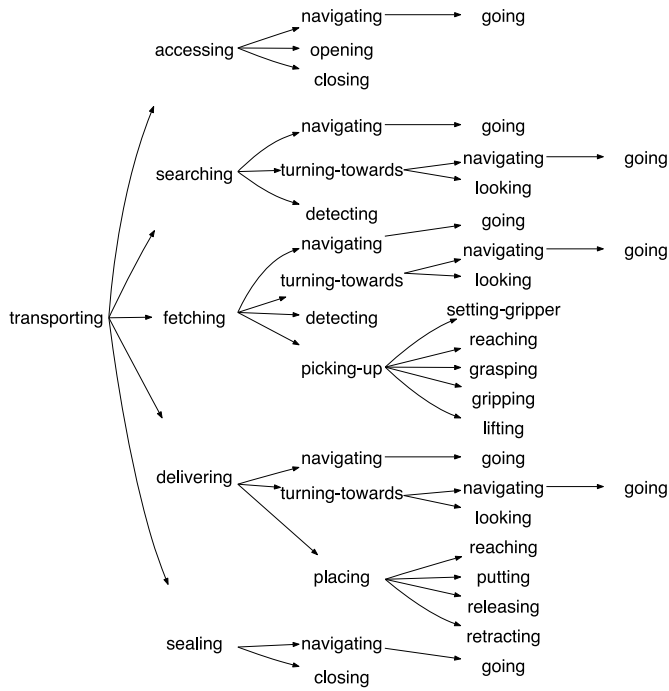 navigating going
accessing opening
closing
navigating going
searching turning-towards navigating going
looking
detecting
going
navigating
navigating going
turning-towards
looking
setting-gripper
transporting fetching detecting
reaching
picking-up grasping
gripping
lifting
navigating going
delivering
turning-towards navigating going
looking
reaching
placing putting
releasing
retracting
sealing navigating
going
closing